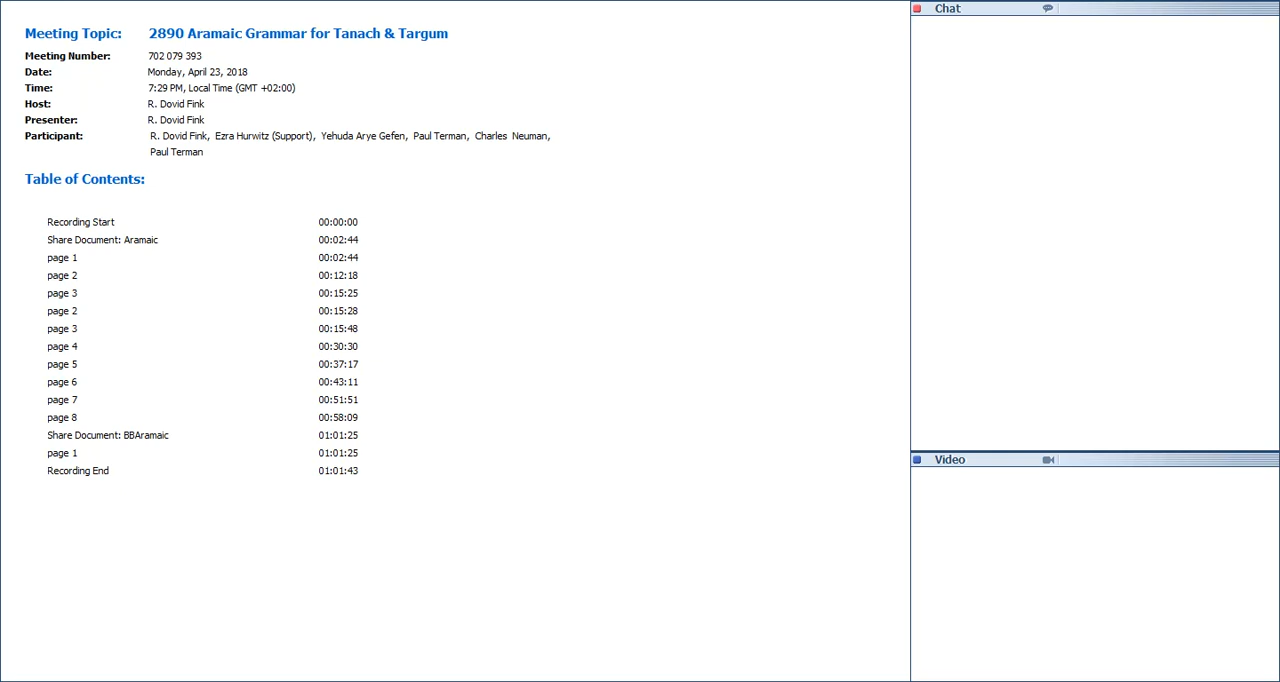 Meeting Topic: 2890 Aramaic Grammar for Tanach & Targum
Meeting Number: 702 079 393
Date: Monday, April 23, 2018
Time: 7:29 PM, Local Time (GMT +02:00)
Host: R. Dovid Fink
Presenter: R. Dovid Fink
Participant: R. Dovid Fink, Ezra Hurwitz (Support), Yehuda Arye Gefen, Paul Terman, Charles Neuman,
Paul Terman
Table of Contents:
Recording Start 00:00:00
Share Document: Aramaic 00:02:44
page 1 00:02:44
page 2 00:12:18
page 3 00:15:25
page 2 00:15:28
page 3 00:15:48
page 4 00:30:30
page 5 00:37:17
page 6 00:43:11
page 7 00:51:51
page 8 00:58:09
Share Document: BBAramaic 01:01:25
page 1 01:01:25
Recording End 01:01:43
Chat
Video